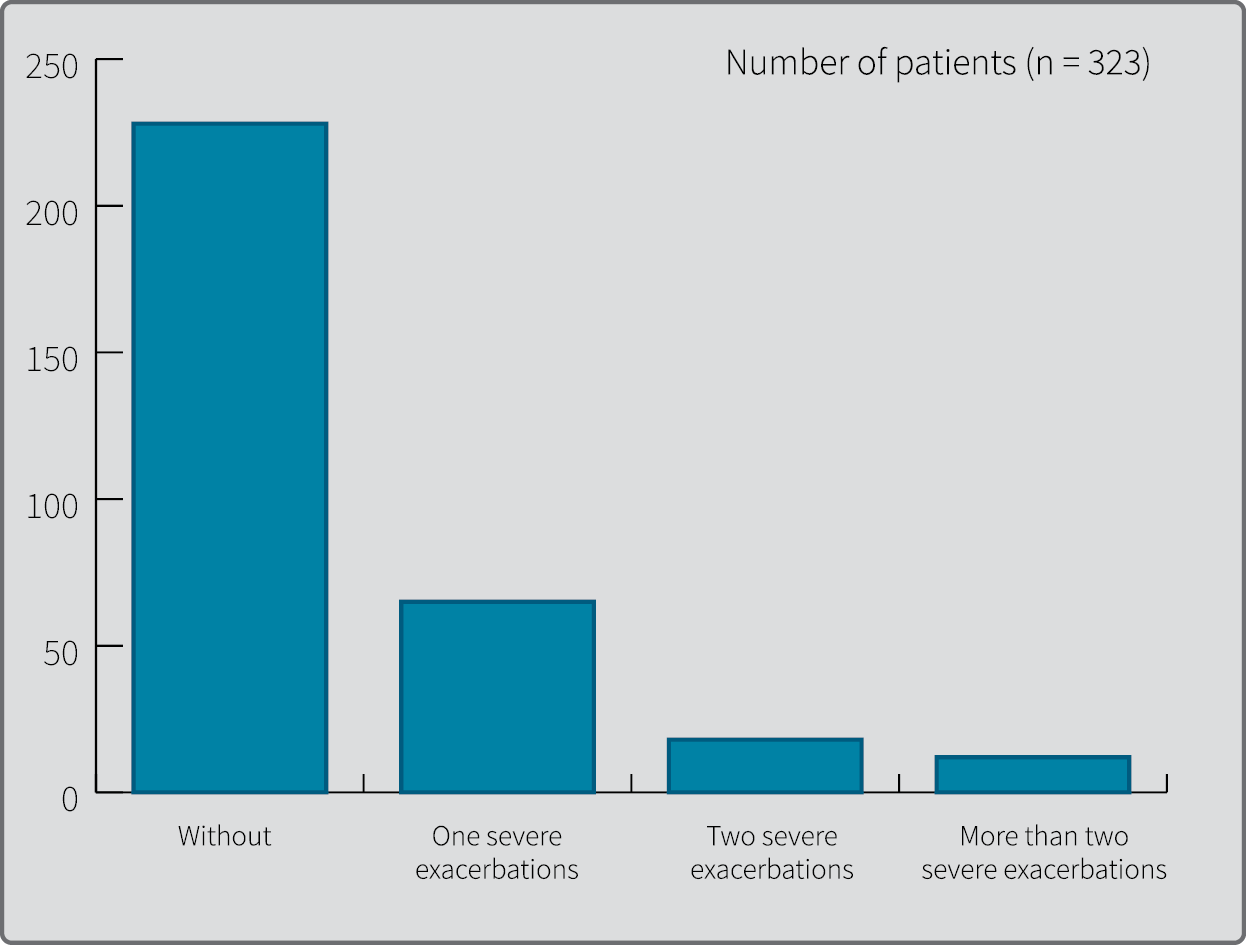 Number of patients (n = 323)
250
200
150
100
50
0
Without
One severe
exacerbations
Two severe
exacerbations
More than two
severe exacerbations